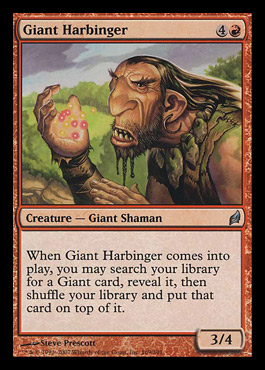 Giant Harbinger 4
Creature — Giant Shaman
When Giant Harbinger comes into
play, you may search your library
for a Giant card, reveal it, then
shuffle your library and put that
card on top of it.
Steve Prescott
3/4